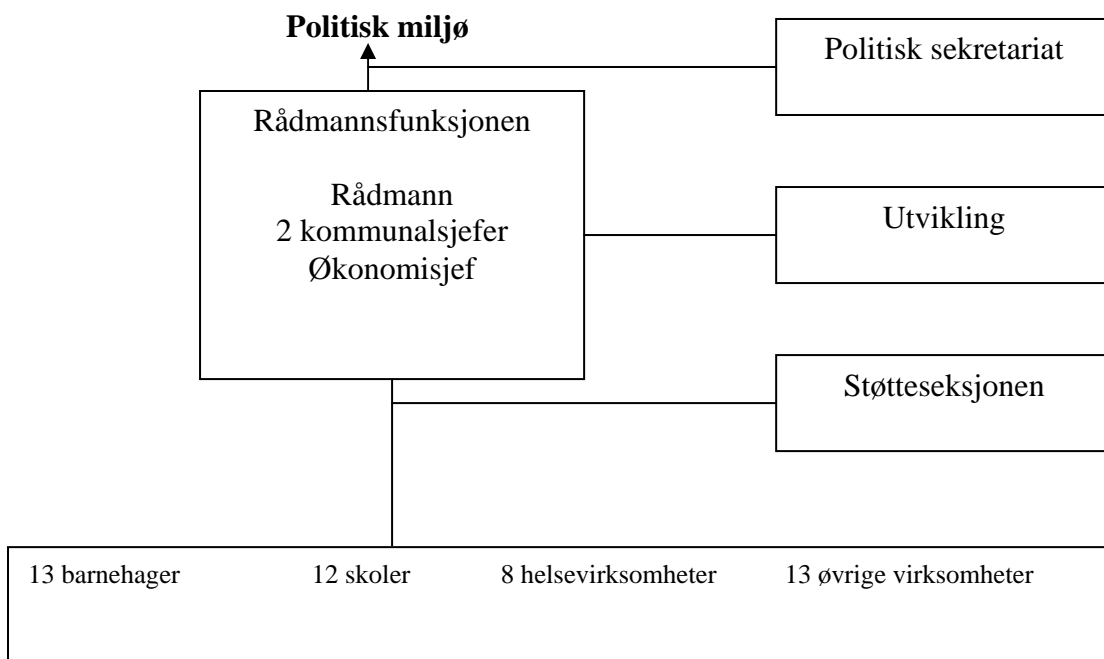 Politisk miljø
Politisk sekretariat
Rådmannsfunksjonen
Rådmann
2 kommunalsjefer
Økonomisjef
Utvikling
Støtteseksjonen
13 barnehager 12 skoler 8 helsevirksomheter 13 øvrige virksomheter